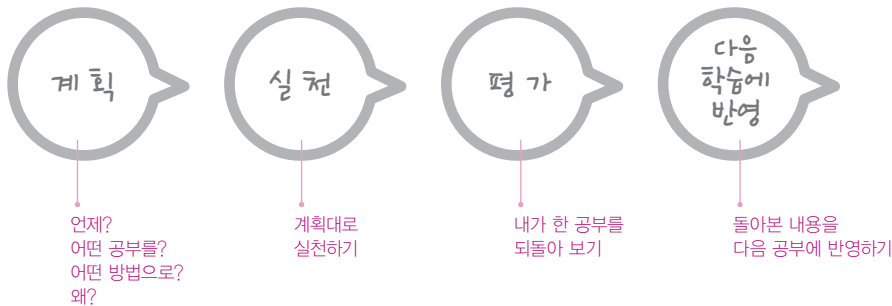 계획
실천
평가
다음
학습에
반영
언제?
어떤 공부를?
어떤 방법으로?
왜?
계획대로
실천하기
내가 한 공부를
되돌아 보기
돌아본 내용을
다음 공부에 반영하기